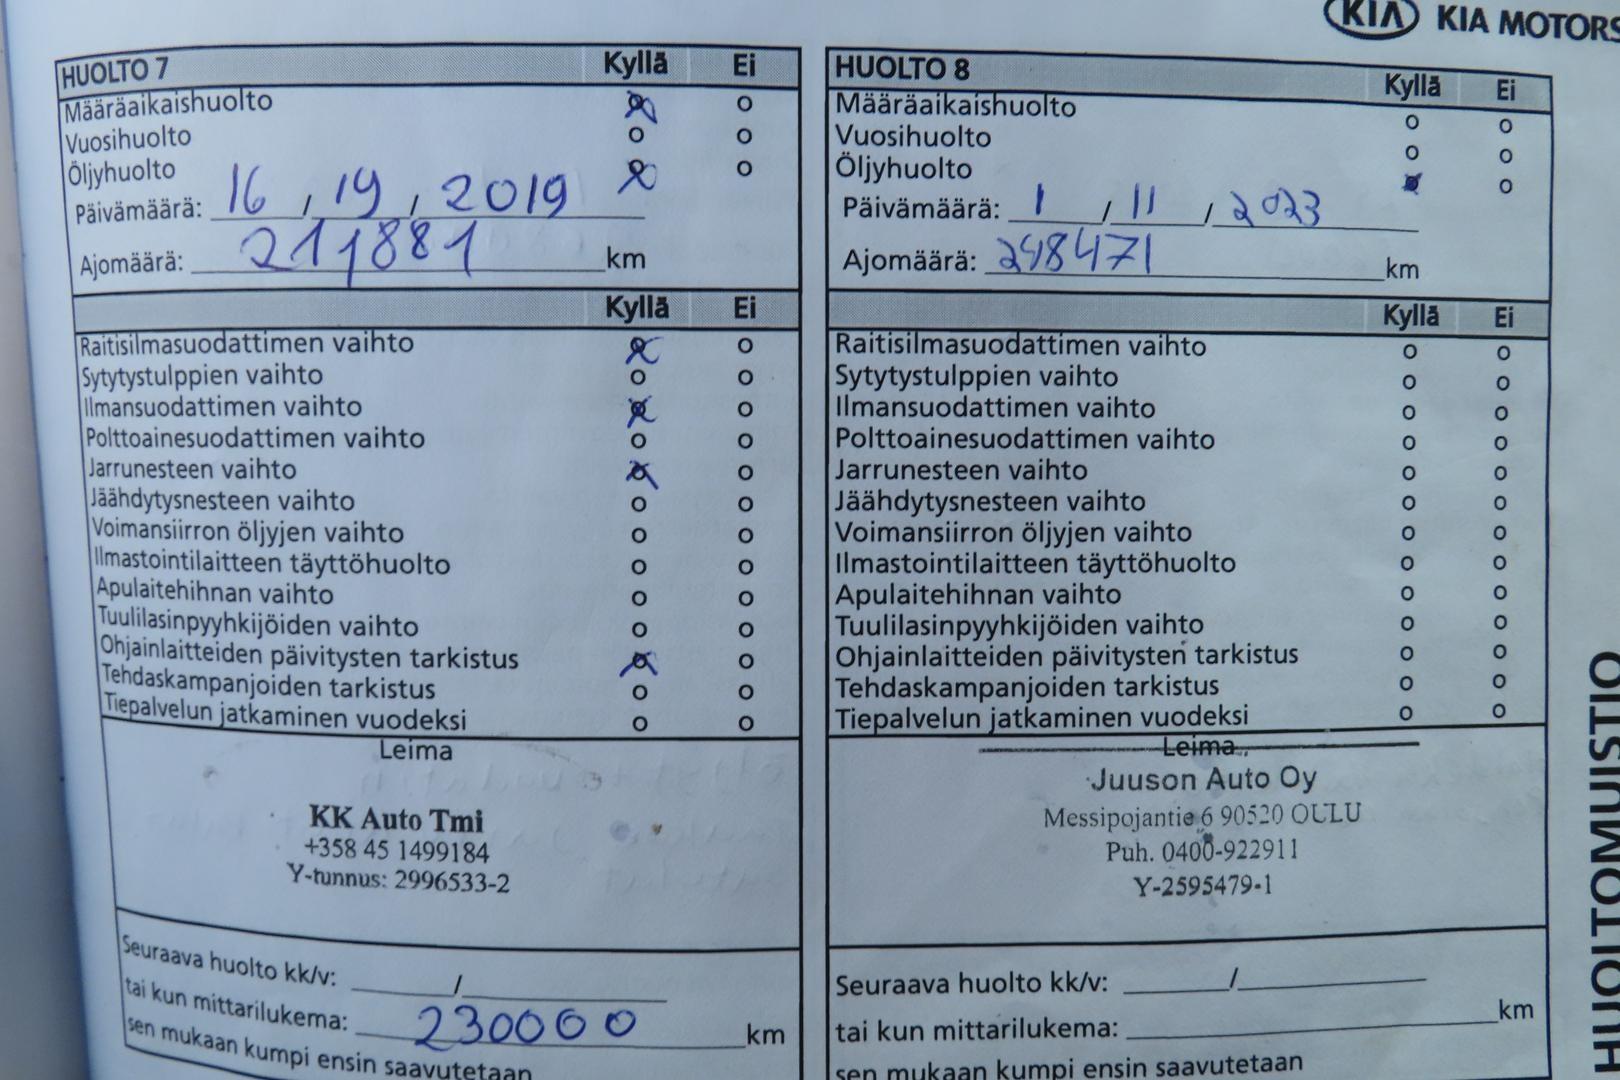 KIA KIA MOTORS
HUOLTO 7 Kyllä Ei
Määräaikaishuolto o o
Vuosihuolto o o
Öljyhuolto o o
Päivämäärä: 16 / 19 / 2019
Ajomäärä: 211881 km
Kyllä Ei
Raitisilmasuodattimen vaihto o o
Sytytystulppien vaihto o o
Ilmansuodattimen vaihto o o
Polttoainesuodattimen vaihto o o
Jarrunesteen vaihto o o
Jäähdytysnesteen vaihto o o
Voimansiirron öljyjen vaihto o o
Ilmastointilaitteen täyttöhuolto o o
Apulaitehihnan vaihto o o
Tuulilasinpyyhkijöiden vaihto o o
Ohjainlaitteiden päivitysten tarkistus o o
Tehdaskampanjoiden tarkistus o o
Tiepalvelun jatkaminen vuodeksi o o
Leima
KK Auto Tmi
+358 45 1499184
Y-tunnus: 2996533-2
Seuraava huolto kk/v: /
tai kun mittarilukema: 230000 km
sen mukaan kumpi ensin saavutetaan
HUOLTO 8 Kyllä Ei
Määräaikaishuolto o o
Vuosihuolto o o
Öljyhuolto o o
Päivämäärä: 1 / 11 / 2023
Ajomäärä: 248471 km
Kyllä Ei
Raitisilmasuodattimen vaihto o o
Sytytystulppien vaihto o o
Ilmansuodattimen vaihto o o
Polttoainesuodattimen vaihto o o
Jarrunesteen vaihto o o
Jäähdytysnesteen vaihto o o
Voimansiirron öljyjen vaihto o o
Ilmastointilaitteen täyttöhuolto o o
Apulaitehihnan vaihto o o
Tuulilasinpyyhkijöiden vaihto o o
Ohjainlaitteiden päivitysten tarkistus o o
Tehdaskampanjoiden tarkistus o o
Tiepalvelun jatkaminen vuodeksi o o
Leima
Juuson Auto Oy
Messipojantie 6 90520 OULU
Puh. 0400-922911
Y-2595479-1
Seuraava huolto kk/v: /
tai kun mittarilukema: km
sen mukaan kumpi ensin saavutetaan
HUOLTOMUISTIO